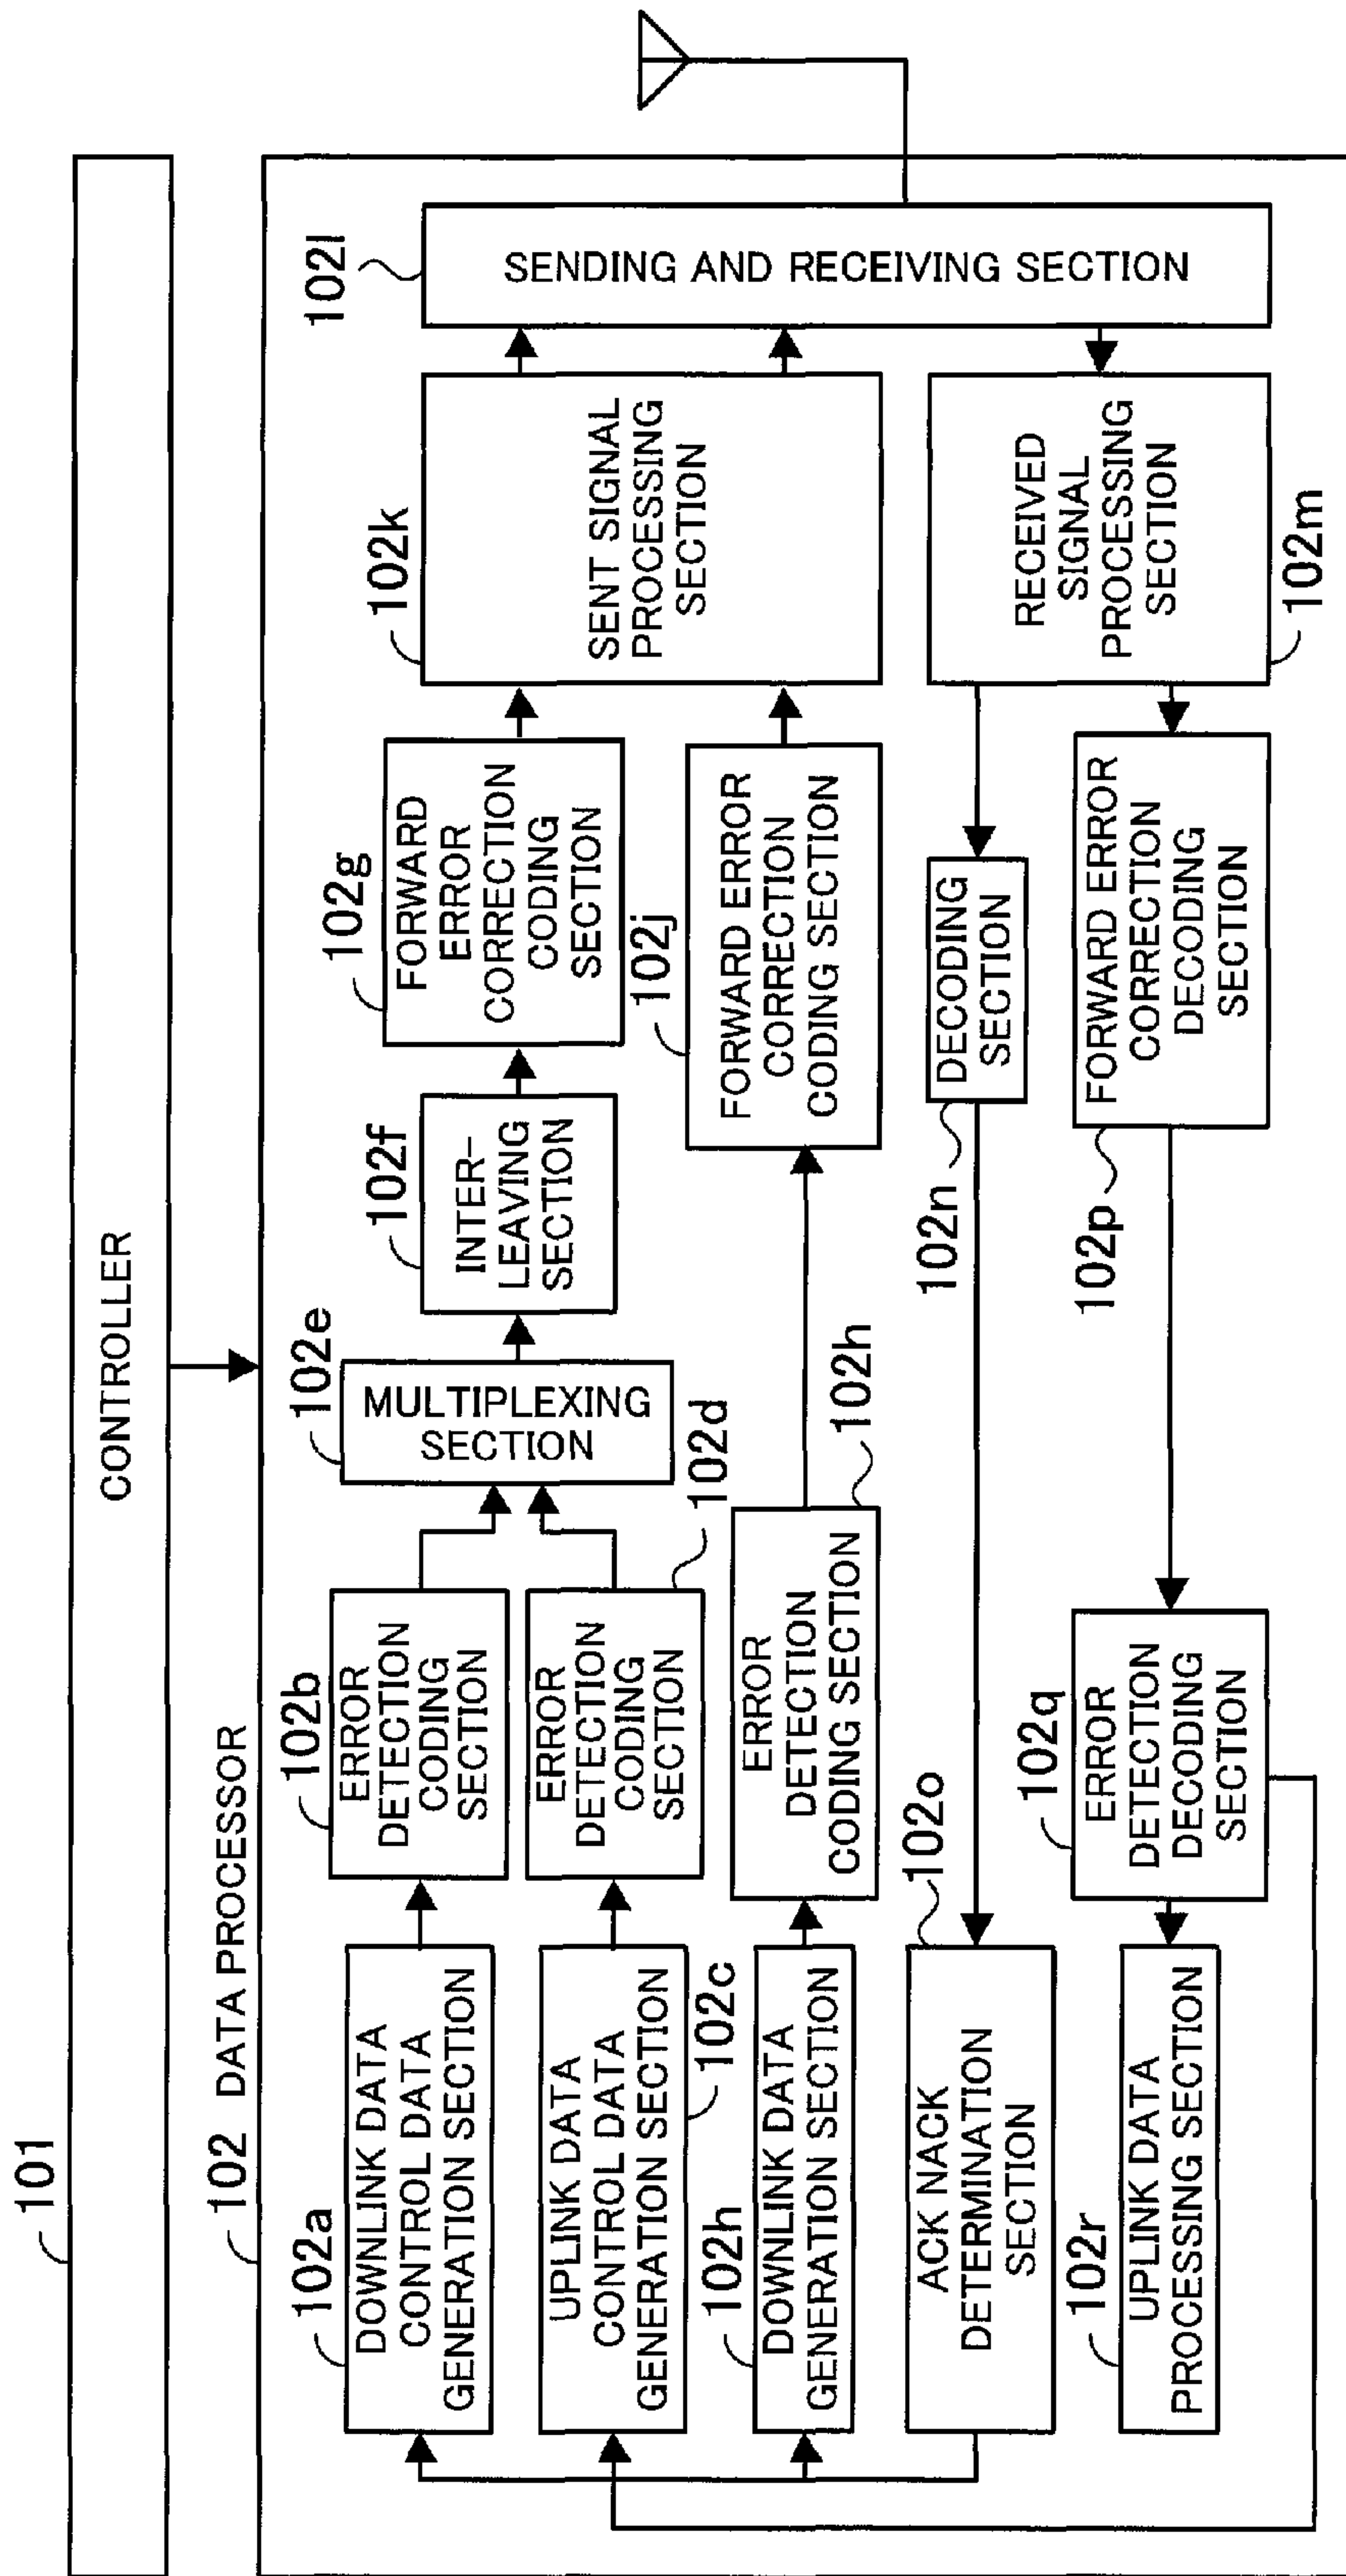 101
CONTROLLER
102 DATA PROCESSOR
102a
DOWNLINK DATA
CONTROL DATA
GENERATION SECTION
102b
ERROR
DETECTION
CODING
SECTION
UPLINK DATA
CONTROL DATA
GENERATION SECTION
102c
ERROR
DETECTION
CODING
SECTION
102d
102e
MULTIPLEXING
SECTION
102f
INTER-
LEAVING
SECTION
102g
FORWARD
ERROR
CORRECTION
CODING
SECTION
102h
DOWNLINK DATA
GENERATION SECTION
ERROR
DETECTION
CODING SECTION
102h
102j
FORWARD ERROR
CORRECTION
CODING SECTION
102k
SENT SIGNAL
PROCESSING
SECTION
102l
SENDING AND RECEIVING SECTION
ACK NACK
DETERMINATION
SECTION
102o
102n
DECODING
SECTION
RECEIVED
SIGNAL
PROCESSING
SECTION
102m
102r
UPLINK DATA
PROCESSING SECTION
102q
ERROR
DETECTION
DECODING
SECTION
102p
FORWARD ERROR
CORRECTION
DECODING
SECTION